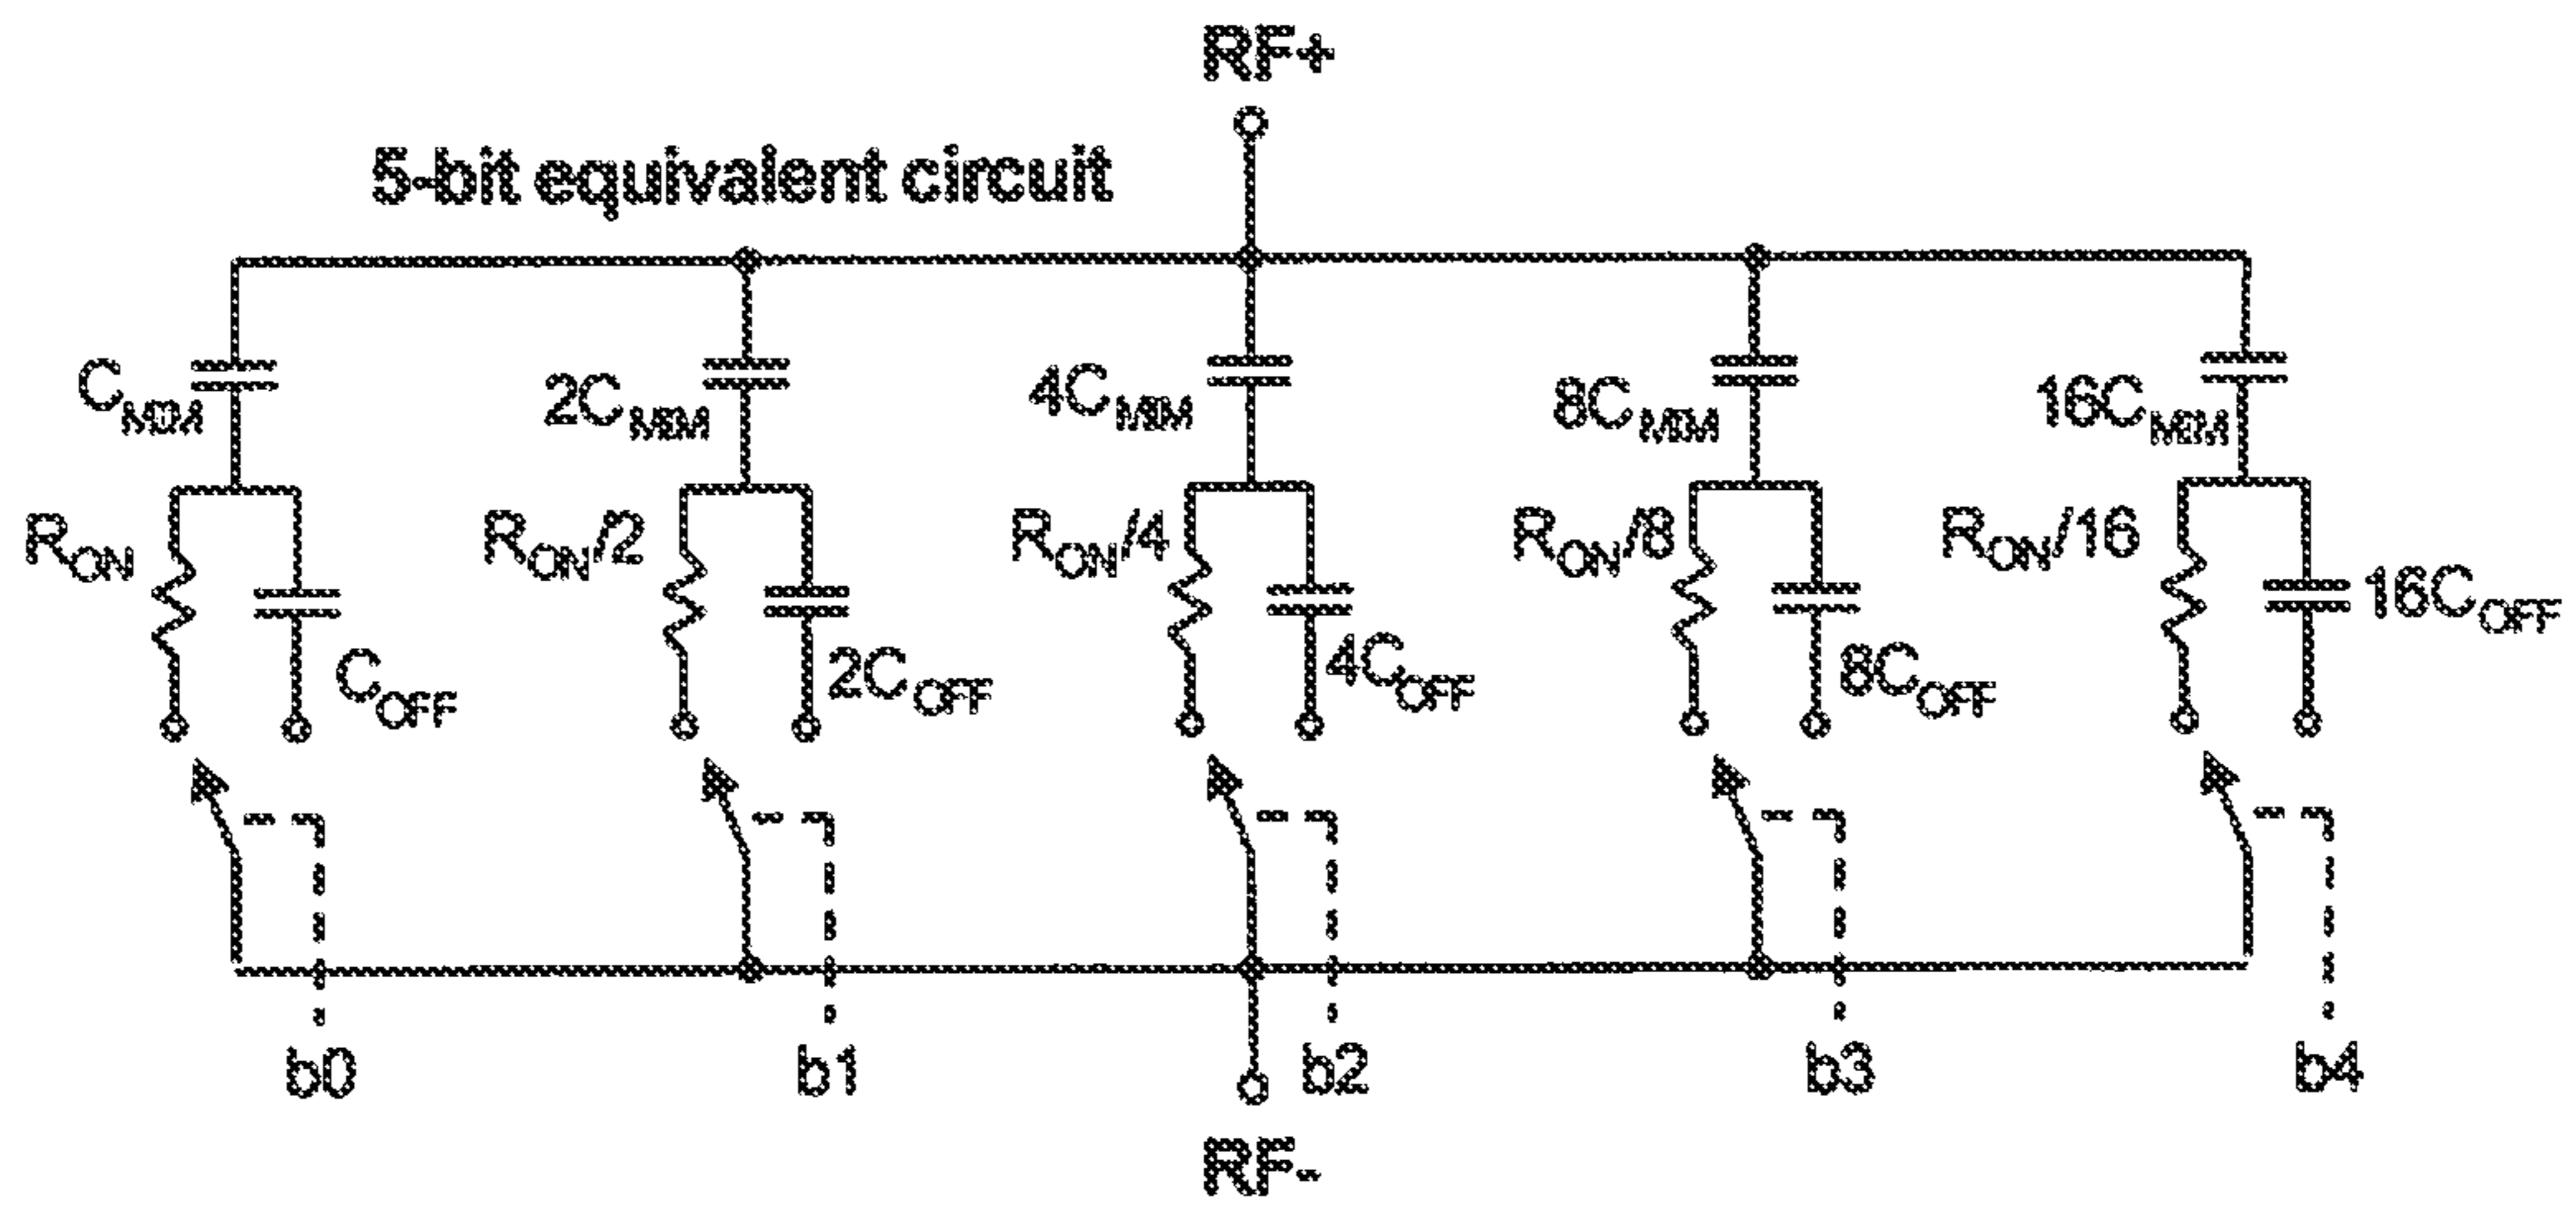 RF+
5-bit equivalent circuit
CMIM
2CMIM
4CMIM
8CMIM
16CMIM
RON
RON/2
RON/4
RON/8
RON/16
COFF
2COFF
4COFF
8COFF
16COFF
b0
b1
b2
b3
b4
RF-